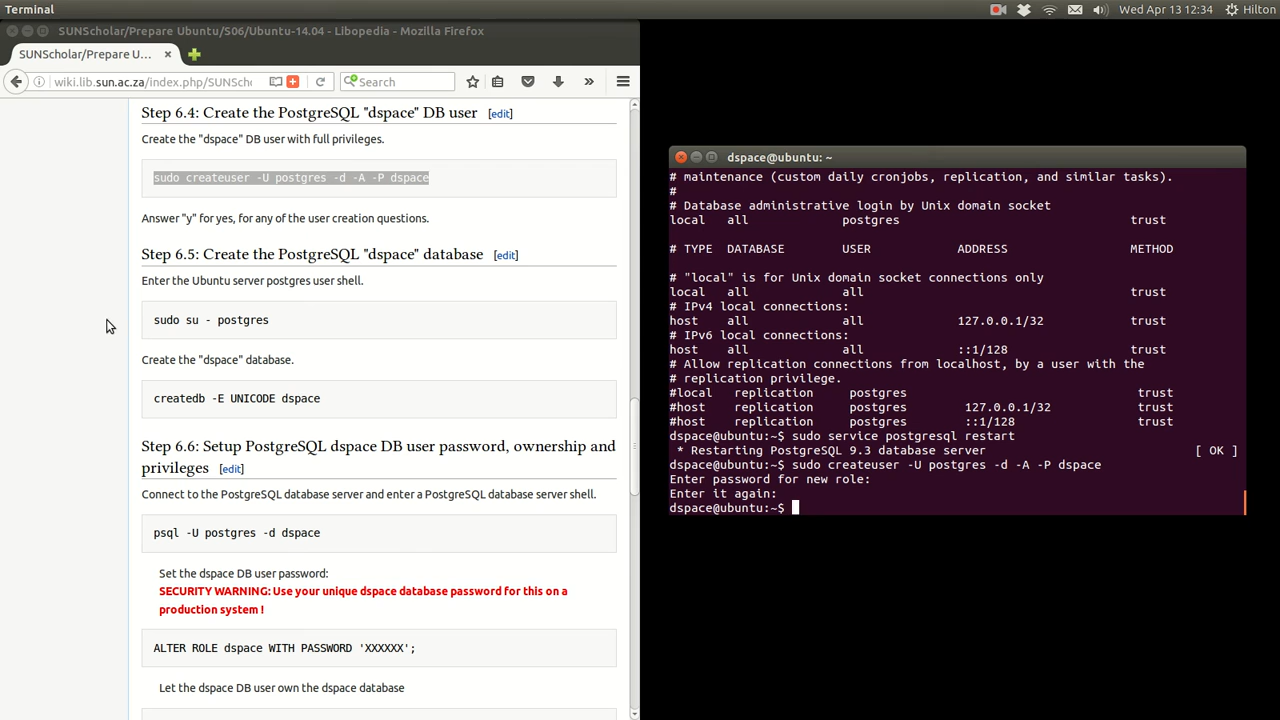 Terminal
Wed Apr 13 12:34
Hilton
SUNScholar/Prepare Ubuntu/S06/Ubuntu-14.04 - Libopedia - Mozilla Firefox
SUNScholar/Prepare U...
wiki.lib.sun.ac.za/index.php/SUNScho
Search
Step 6.4: Create the PostgreSQL "dspace" DB user [edit]
Create the "dspace" DB user with full privileges.
sudo createuser -U postgres -d -A -P dspace
Answer "y" for yes, for any of the user creation questions.
Step 6.5: Create the PostgreSQL "dspace" database [edit]
Enter the Ubuntu server postgres user shell.
sudo su - postgres
Create the "dspace" database.
createdb -E UNICODE dspace
Step 6.6: Setup PostgreSQL dspace DB user password, ownership and
privileges [edit]
Connect to the PostgreSQL database server and enter a PostgreSQL database server shell.
psql -U postgres -d dspace
Set the dspace DB user password:
SECURITY WARNING: Use your unique dspace database password for this on a
production system !
ALTER ROLE dspace WITH PASSWORD 'XXXXXX';
Let the dspace DB user own the dspace database
dspace@ubuntu: ~
# maintenance (custom daily cronjobs, replication, and similar tasks).
#
# Database administrative login by Unix domain socket
local all postgres trust
# TYPE DATABASE USER ADDRESS METHOD
# "local" is for Unix domain socket connections only
local all all trust
# IPv4 local connections:
host all all 127.0.0.1/32 trust
# IPv6 local connections:
host all all ::1/128 trust
# Allow replication connections from localhost, by a user with the
# replication privilege.
#local replication postgres trust
#host replication postgres 127.0.0.1/32 trust
#host replication postgres ::1/128 trust
dspace@ubuntu:~$ sudo service postgresql restart
* Restarting PostgreSQL 9.3 database server [ OK ]
dspace@ubuntu:~$ sudo createuser -U postgres -d -A -P dspace
Enter password for new role:
Enter it again:
dspace@ubuntu:~$